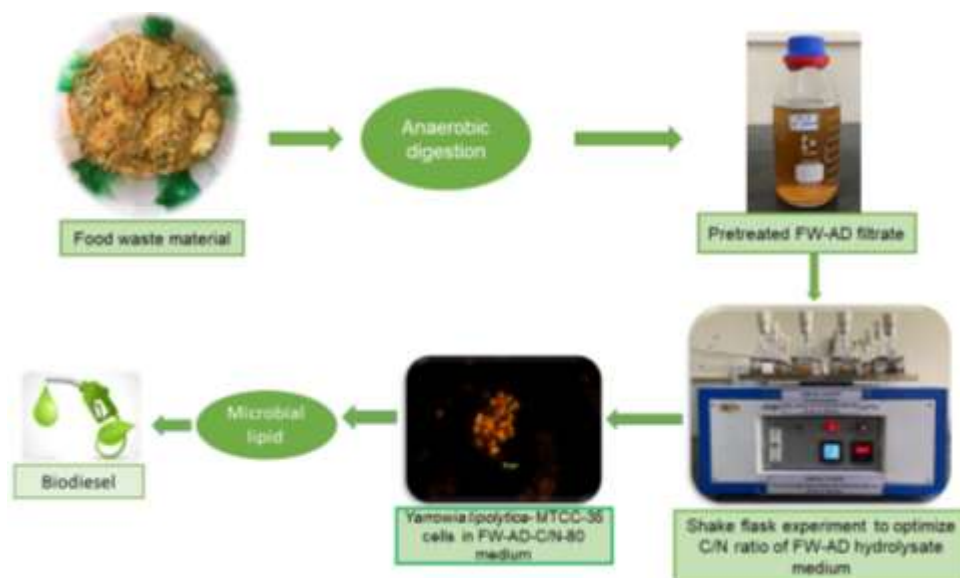 Anaerobic
digestion
Food waste material
Pretreated FW-AD filtrate
Microbial
lipid
Biodiesel
Yarrowia lipolytica- MTCC-35
cells in FW-AD-C/N-80
medium
Shake flask experiment to optimize
C/N ratio of FW-AD hydrolysate
medium